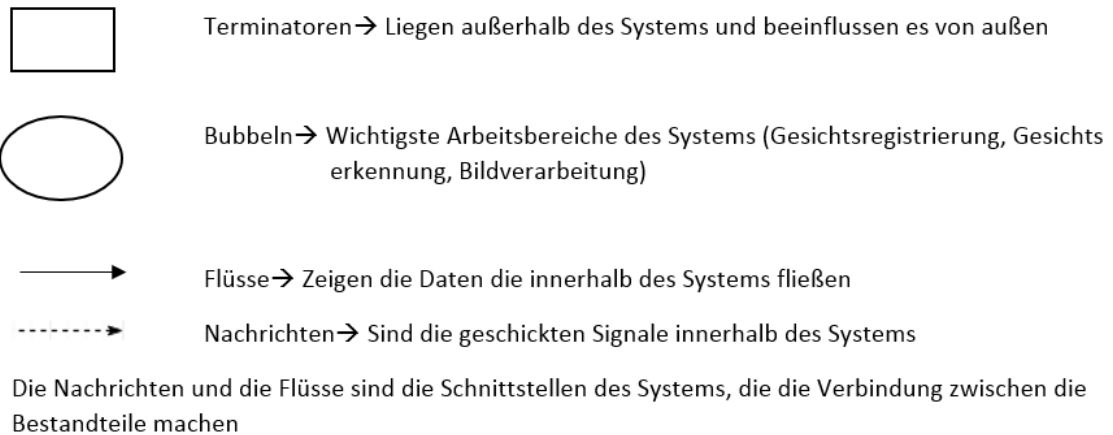 Terminatoren→ Liegen außerhalb des Systems und beeinflussen es von außen
Bubbeln→ Wichtigste Arbeitsbereiche des Systems (Gesichtsregistrierung, Gesichts
erkennung, Bildverarbeitung)
Flüsse→ Zeigen die Daten die innerhalb des Systems fließen
Nachrichten→ Sind die geschickten Signale innerhalb des Systems
Die Nachrichten und die Flüsse sind die Schnittstellen des Systems, die die Verbindung zwischen die
Bestandteile machen